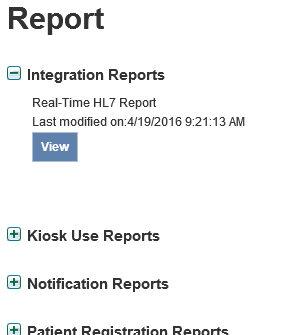 Report
Integration Reports
Real-Time HL7 Report
Last modified on:4/19/2016 9:21:13 AM
View
Kiosk Use Reports
Notification Reports
Patient Registration Reports